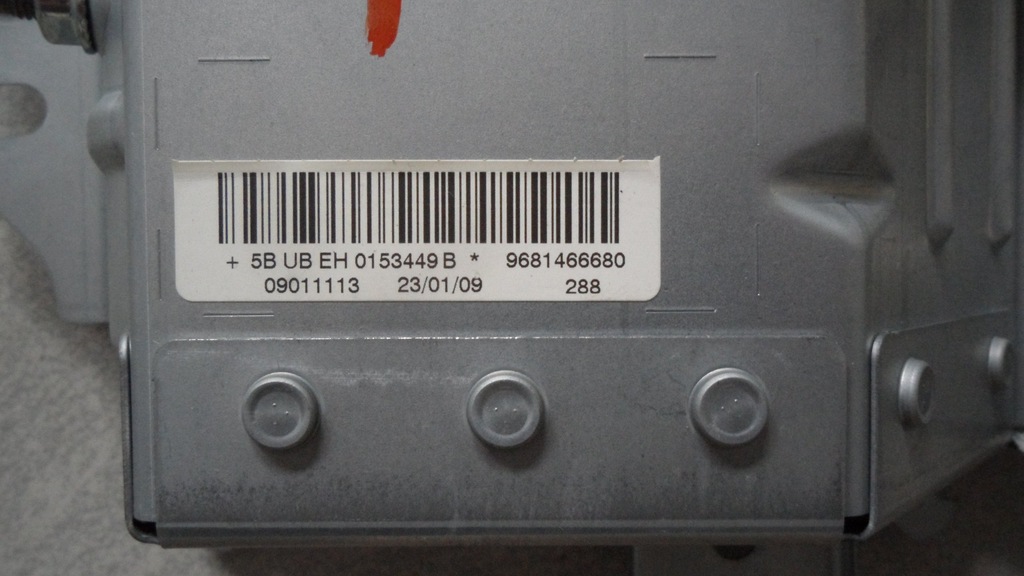 + 5B UB EH 0153449 B * 9681466680
09011113 23/01/09 288